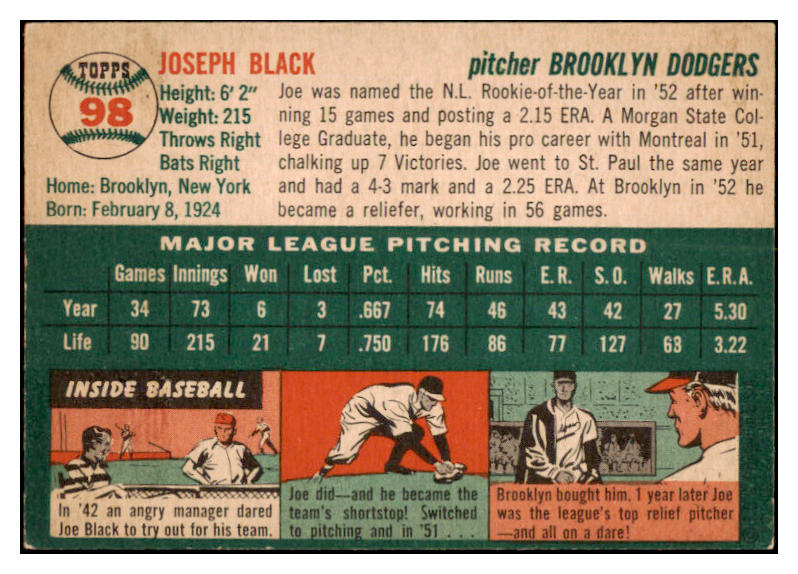 TOPPS
98
JOSEPH BLACK
Height: 6' 2"
Weight: 215
Throws Right
Bats Right
Home: Brooklyn, New York
Born: February 8, 1924
pitcher BROOKLYN DODGERS
Joe was named the N.L. Rookie-of-the-Year in '52 after win-
ning 15 games and posting a 2.15 ERA. A Morgan State Col-
lege Graduate, he began his pro career with Montreal in '51,
chalking up 7 Victories. Joe went to St. Paul the same year
and had a 4-3 mark and a 2.25 ERA. At Brooklyn in '52 he
became a reliefer, working in 56 games.
MAJOR LEAGUE PITCHING RECORD
Games Innings Won Lost Pct. Hits Runs E.R. S.O. Walks E.R.A.
Year 34 73 6 3 .667 74 46 43 42 27 5.30
Life 90 215 21 7 .750 176 86 77 127 68 3.22
INSIDE BASEBALL
In '42 an angry manager dared
Joe Black to try out for his team.
Joe did—and he became the
team's shortstop! Switched
to pitching and in '51 . . .
Brooklyn bought him. 1 year later Joe
was the league's top relief pitcher
—and all on a dare!